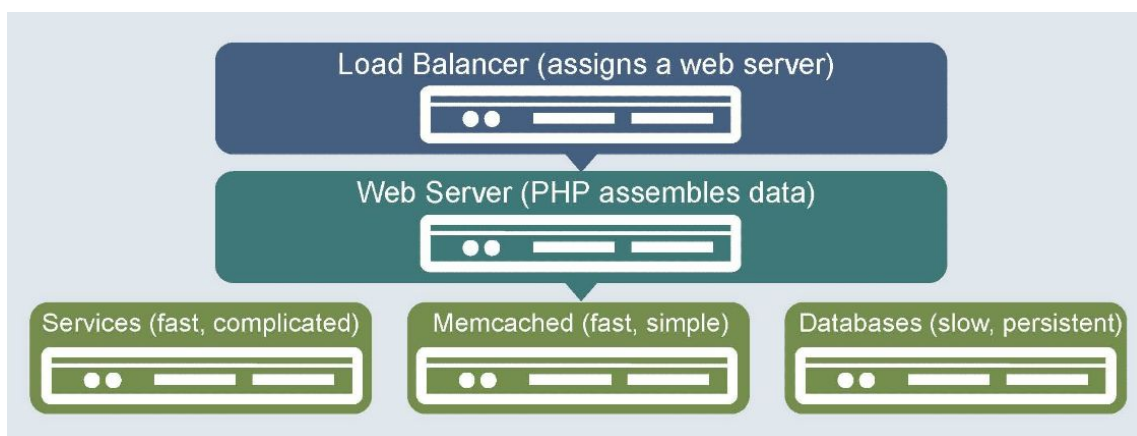 Load Balancer (assigns a web server)
Web Server (PHP assembles data)
Services (fast, complicated)
Memcached (fast, simple)
Databases (slow, persistent)